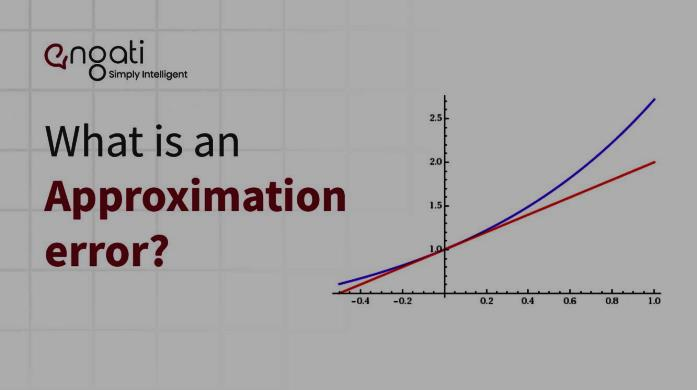 engati
Simply Intelligent
What is an
Approximation
error?
2.5
2.0
1.5
1.0
-0.4 -0.2 0.2 0.4 0.6 0.8 1.0